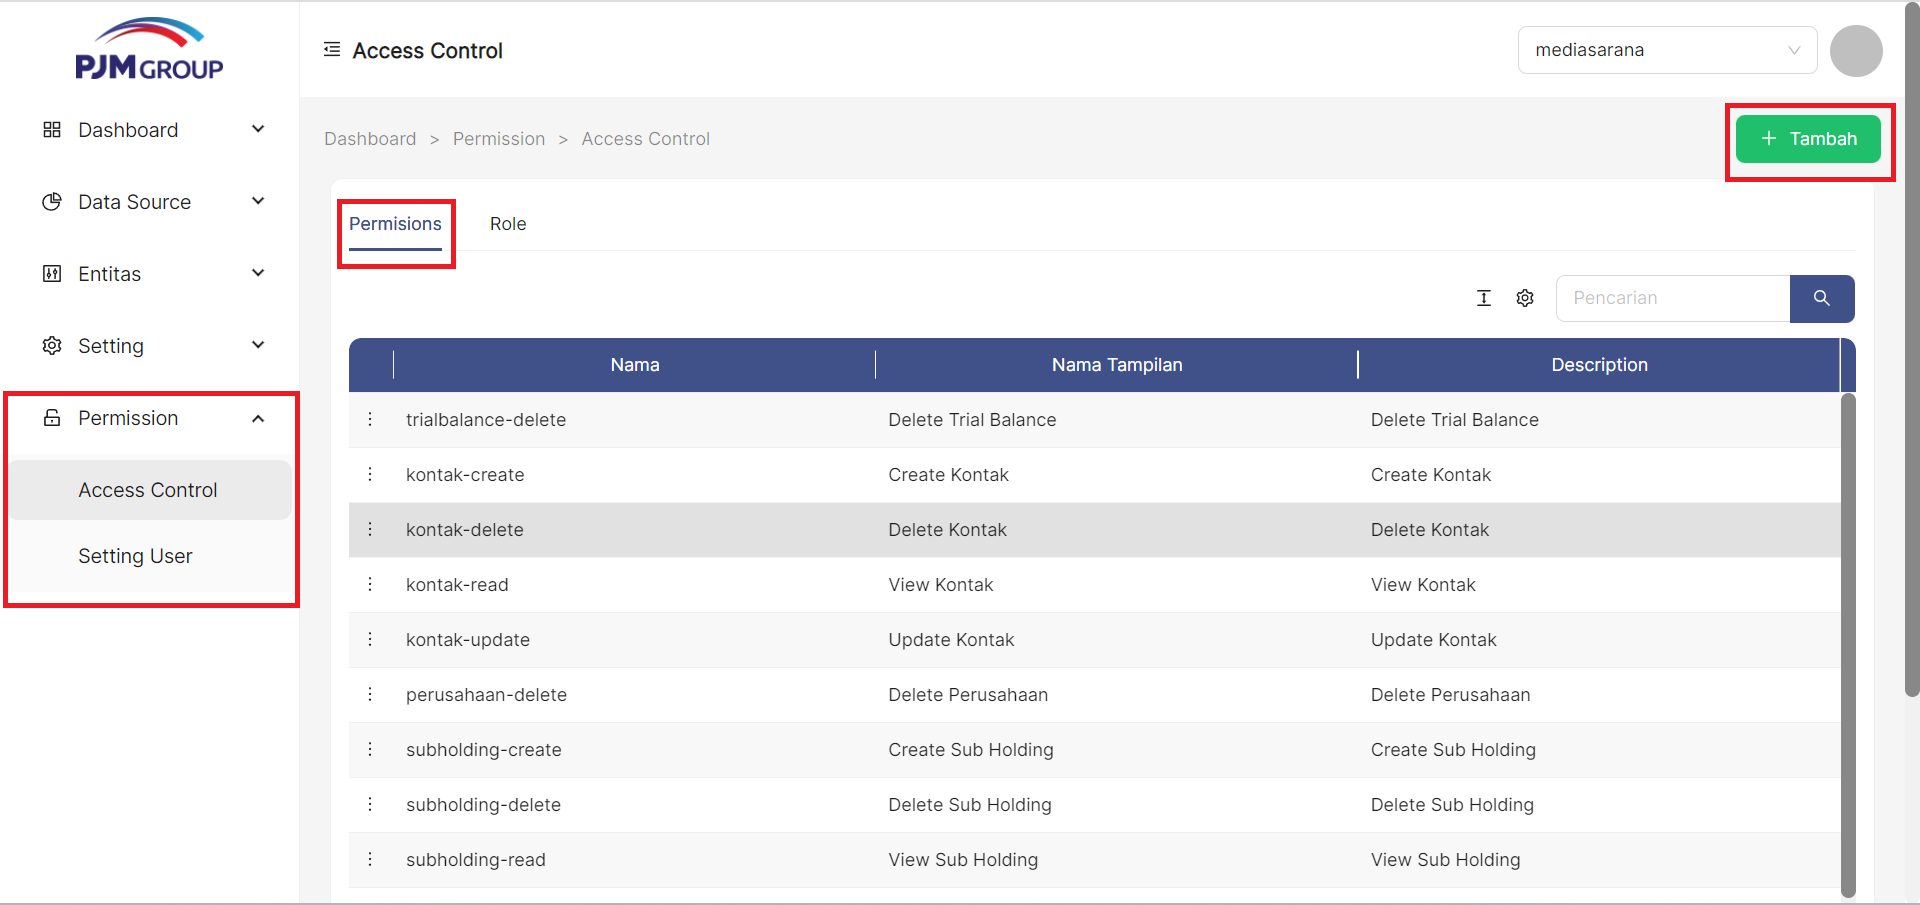 PJM GROUP
Access Control
mediasarana
Dashboard
Data Source
Entitas
Setting
Permission
Access Control
Setting User
Dashboard > Permission > Access Control
+ Tambah
Permisions Role
Pencarian
Nama Nama Tampilan Description
trialbalance-delete Delete Trial Balance Delete Trial Balance
kontak-create Create Kontak Create Kontak
kontak-delete Delete Kontak Delete Kontak
kontak-read View Kontak View Kontak
kontak-update Update Kontak Update Kontak
perusahaan-delete Delete Perusahaan Delete Perusahaan
subholding-create Create Sub Holding Create Sub Holding
subholding-delete Delete Sub Holding Delete Sub Holding
subholding-read View Sub Holding View Sub Holding